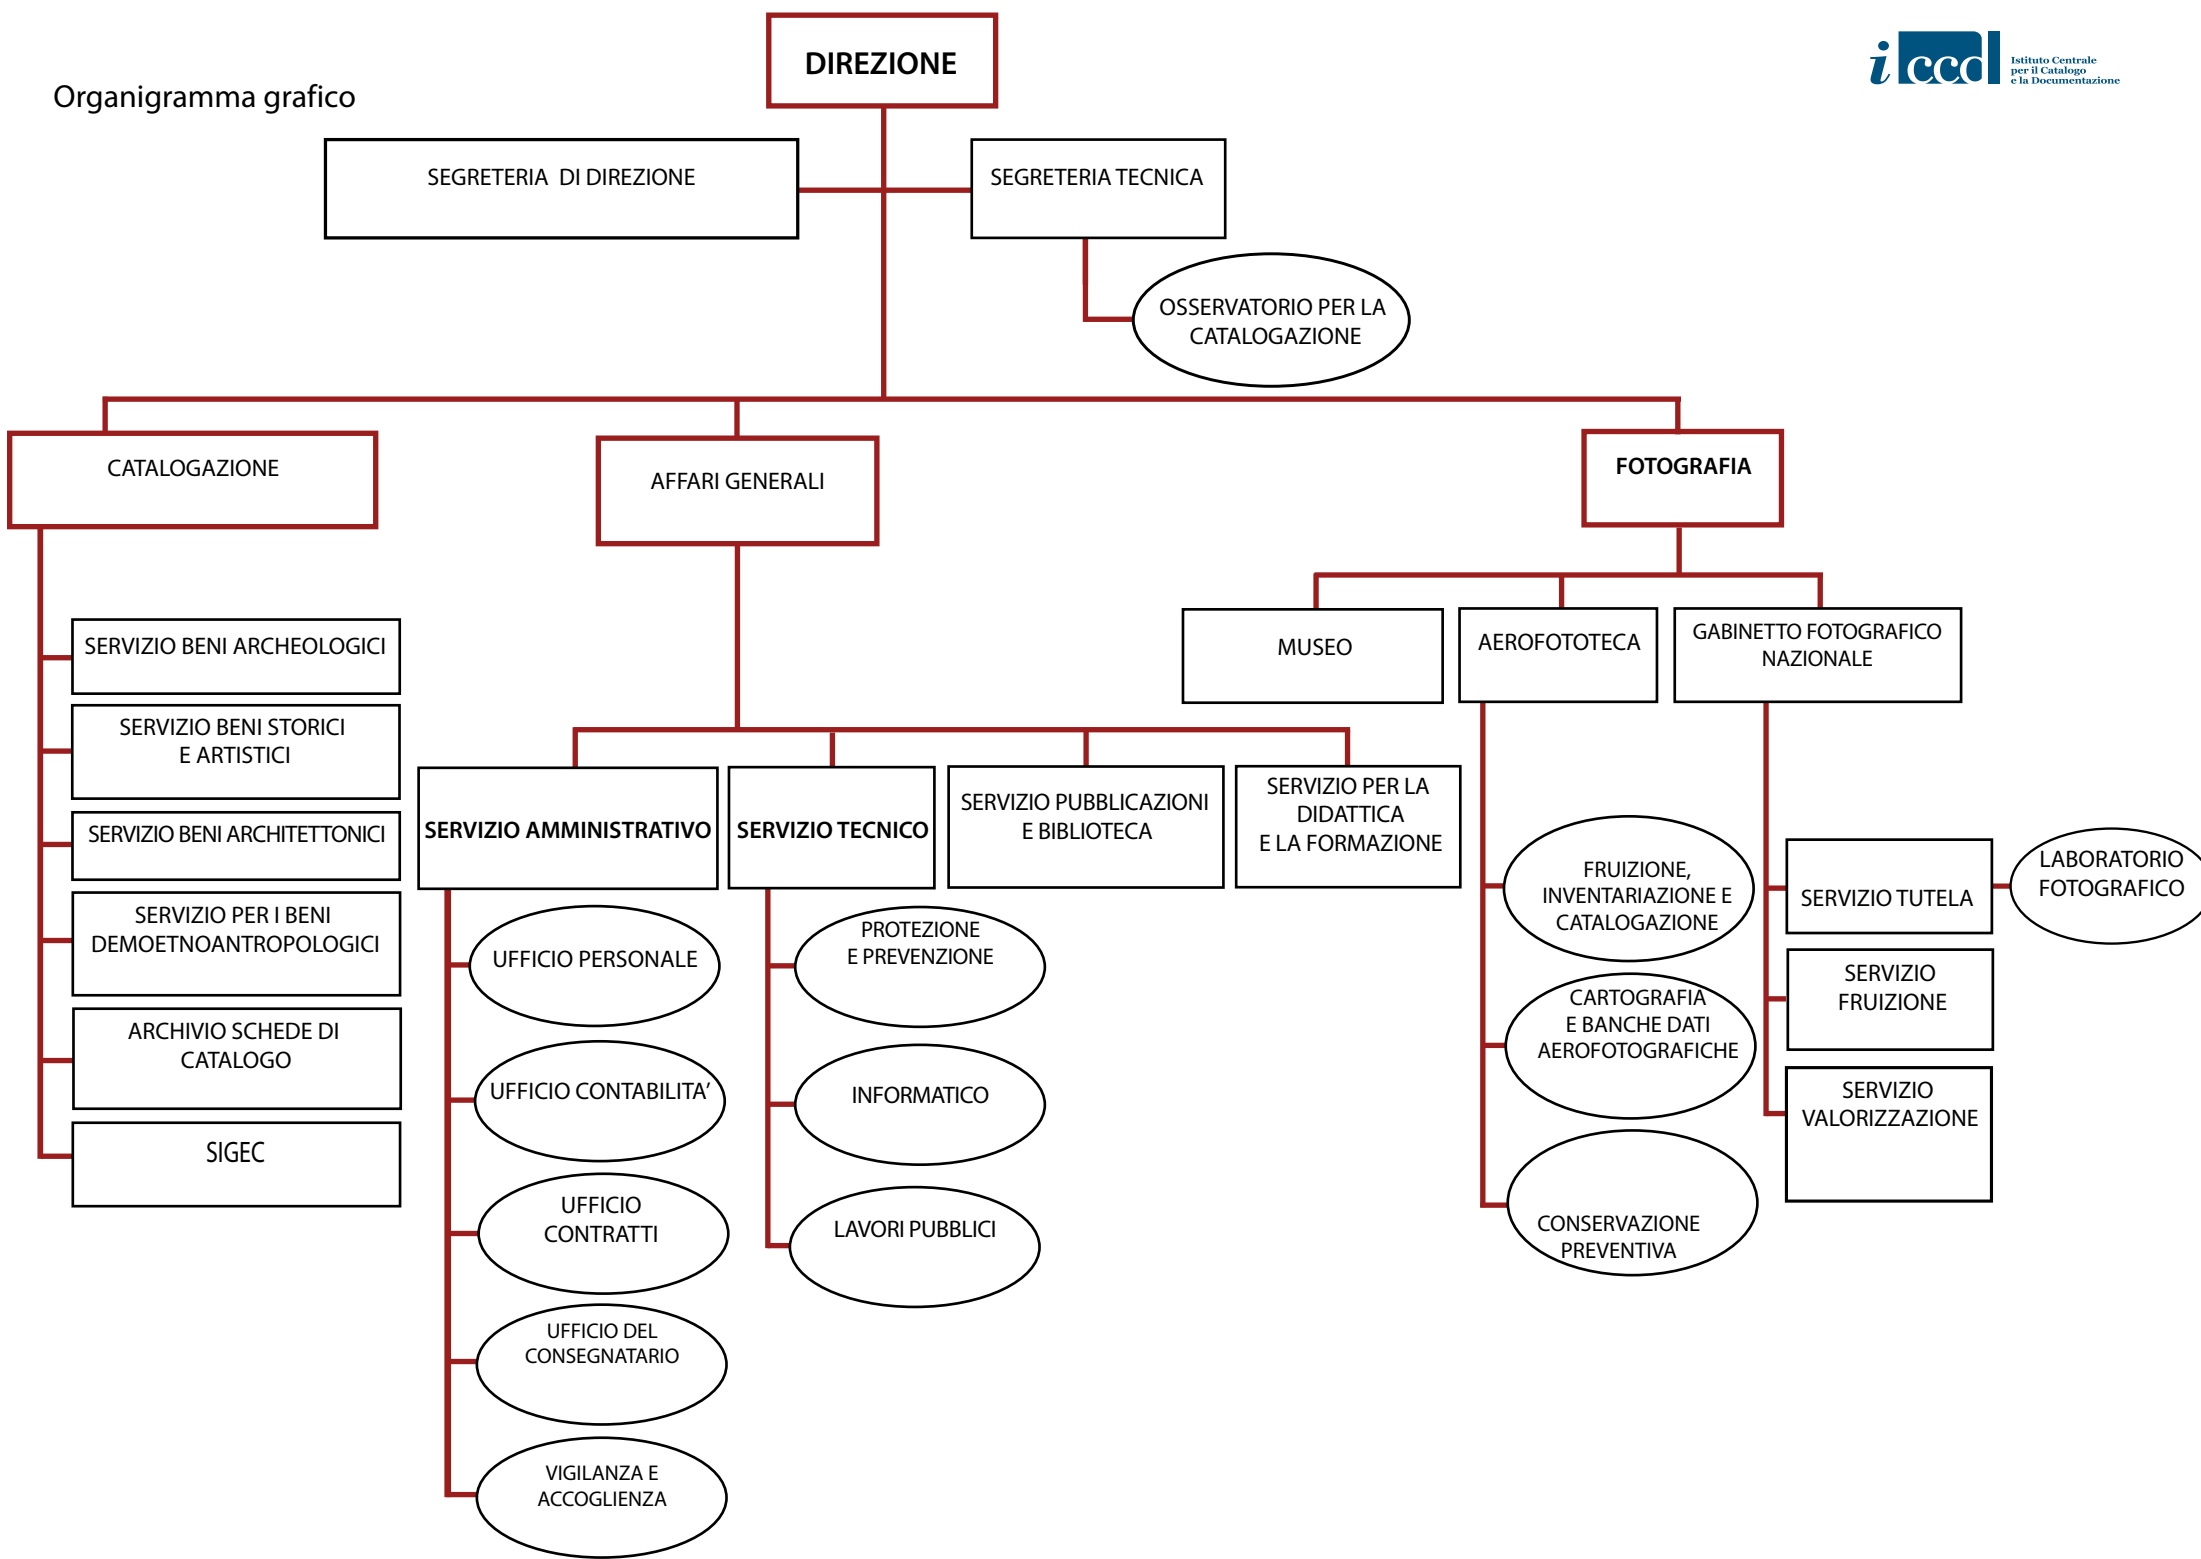 DIREZIONE
Organigramma grafico
iccd
Istituto Centrale
per il Catalogo
e la Documentazione
SEGRETERIA DI DIREZIONE
SEGRETERIA TECNICA
OSSERVATORIO PER LA
CATALOGAZIONE
CATALOGAZIONE
AFFARI GENERALI
FOTOGRAFIA
SERVIZIO BENI ARCHEOLOGICI
SERVIZIO BENI STORICI
E ARTISTICI
SERVIZIO BENI ARCHITETTONICI
SERVIZIO PER I BENI
DEMOETNOANTROPOLOGICI
ARCHIVIO SCHEDE DI
CATALOGO
SIGEC
SERVIZIO AMMINISTRATIVO
SERVIZIO TECNICO
SERVIZIO PUBBLICAZIONI
E BIBLIOTECA
SERVIZIO PER LA
DIDATTICA
E LA FORMAZIONE
UFFICIO PERSONALE
UFFICIO CONTABILITA’
UFFICIO
CONTRATTI
UFFICIO DEL
CONSEGNATARIO
VIGILANZA E
ACCOGLIENZA
PROTEZIONE
E PREVENZIONE
INFORMATICO
LAVORI PUBBLICI
MUSEO
AEROFOTOTECA
GABINETTO FOTOGRAFICO
NAZIONALE
FRUIZIONE,
INVENTARIAZIONE E
CATALOGAZIONE
CARTOGRAFIA
E BANCHE DATI
AEROFOTOGRAFICHE
CONSERVAZIONE
PREVENTIVA
SERVIZIO TUTELA
LABORATORIO
FOTOGRAFICO
SERVIZIO
FRUIZIONE
SERVIZIO
VALORIZZAZIONE